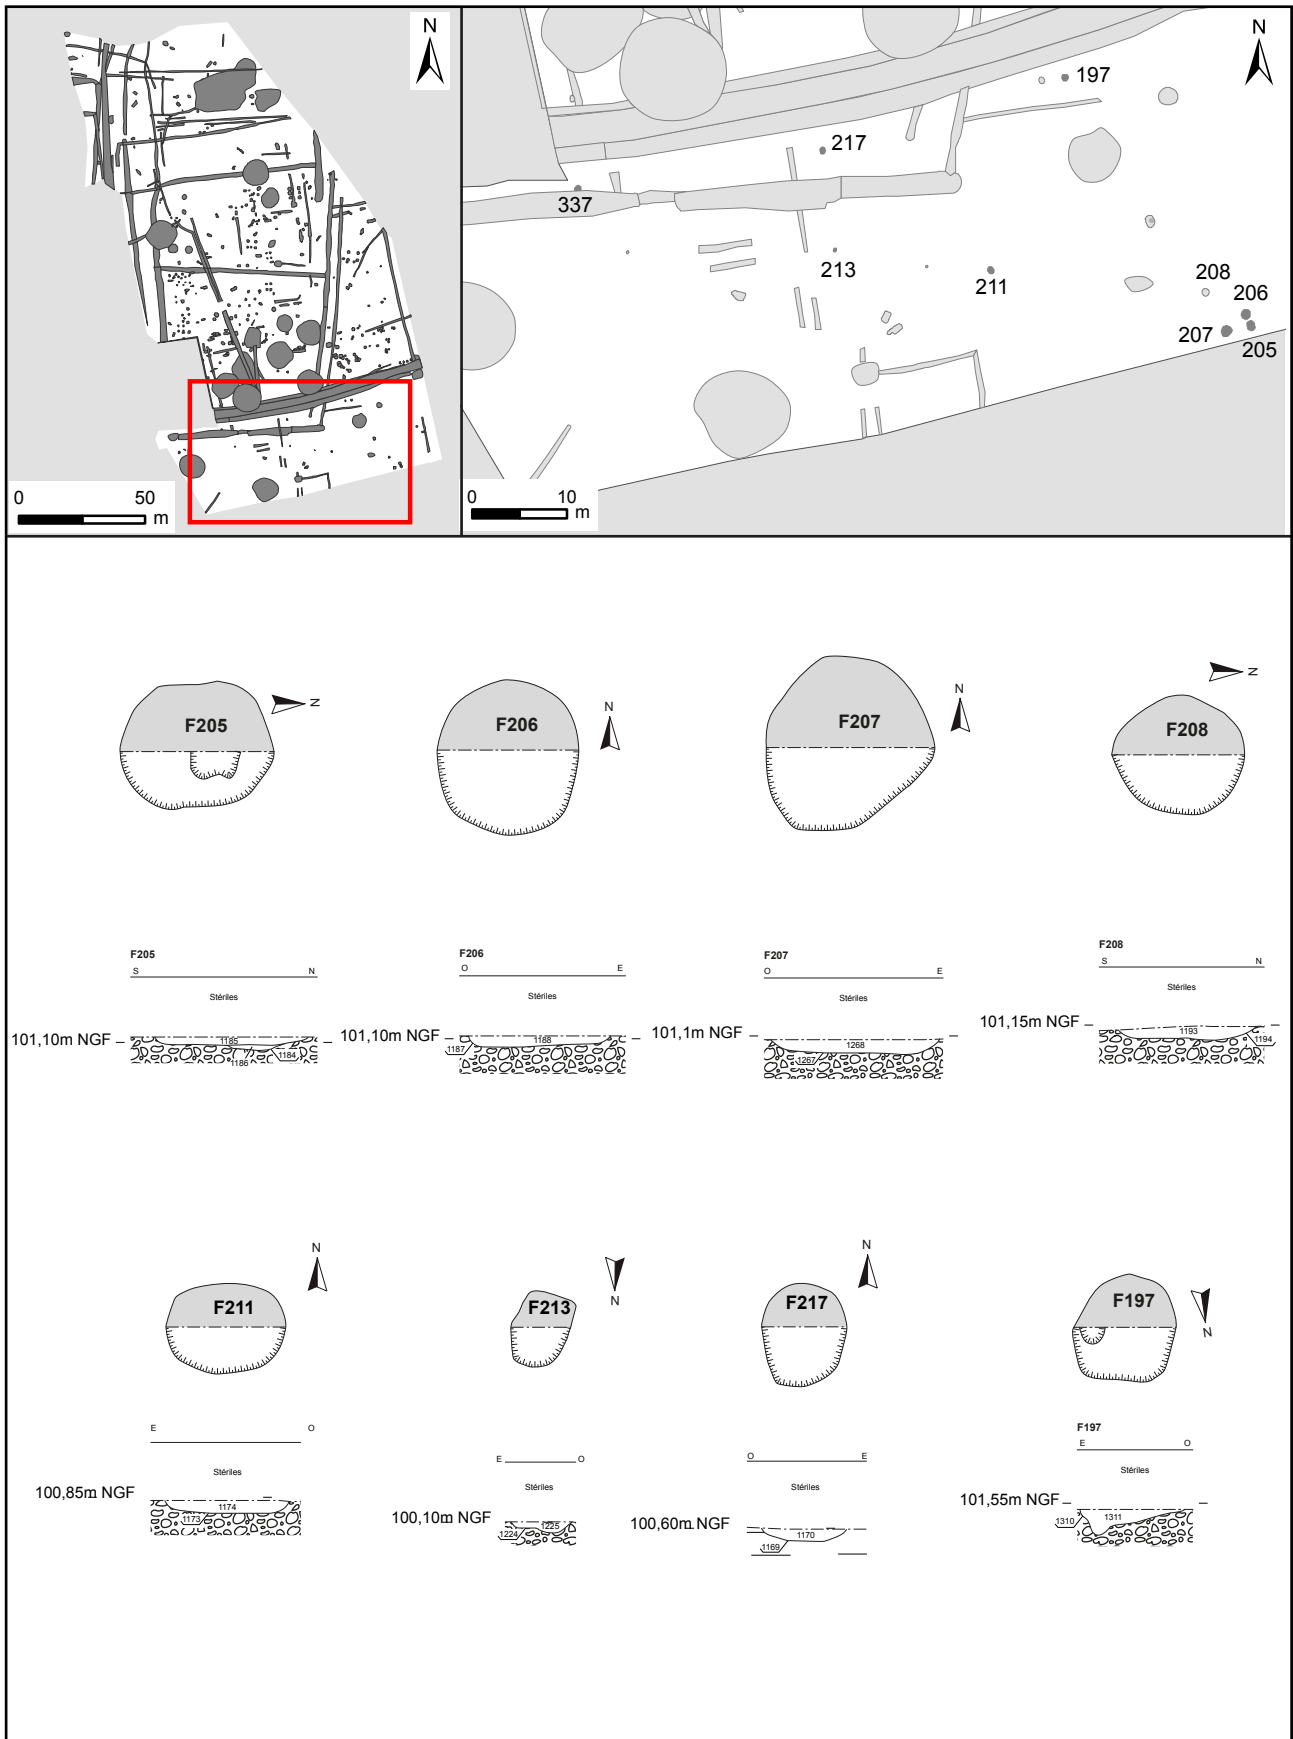 N
0 50
m
N
197
217
337
213
211
208
206
207
205
0 10
m
F205
N
F206
N
F207
N
F208
N
F205
S N
Stériles
101,10m NGF
1185
1184
1186
F206
O E
Stériles
101,10m NGF
1188
1187
F207
O E
Stériles
101,1m NGF
1268
1267
F208
S N
Stériles
101,15m NGF
1193
1194
F211
N
F213
N
F217
N
F197
N
E O
Stériles
100,85m NGF
1174
1173
E O
Stériles
100,10m NGF
1225
1224
O E
Stériles
100,60m NGF
1170
1169
F197
E O
Stériles
101,55m NGF
1311
1310